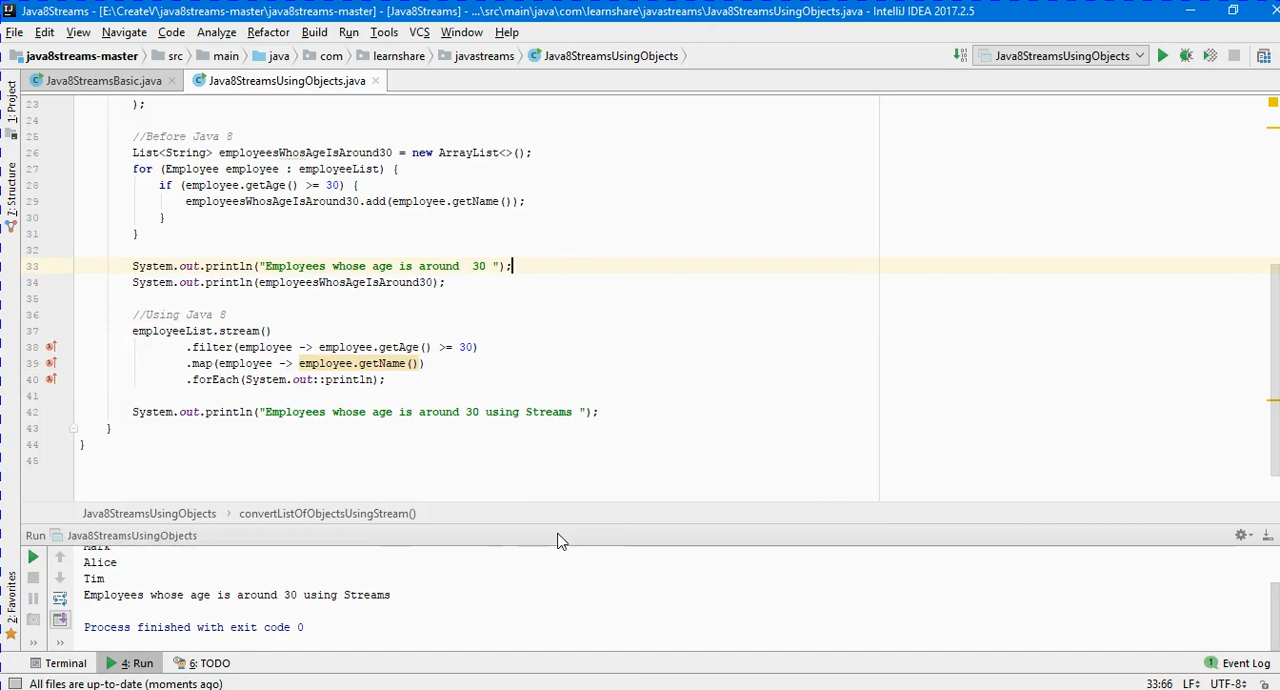 Java8Streams - [E:\CreateV\java8streams-master\java8streams-master] - [Java8Streams] - ...\src\main\java\com\learnshare\javastreams\Java8StreamsUsingObjects.java - IntelliJ IDEA 2017.2.5
File Edit View Navigate Code Analyze Refactor Build Run Tools VCS Window Help
java8streams-master src main java com learnshare javastreams Java8StreamsUsingObjects Java8StreamsUsingObjects
Java8StreamsBasic.java Java8StreamsUsingObjects.java
1: Project
Z: Structure
2: Favorites
23 );
24
25 //Before Java 8
26 List<String> employeesWhosAgeIsAround30 = new ArrayList<>();
27 for (Employee employee : employeeList) {
28 if (employee.getAge() >= 30) {
29 employeesWhosAgeIsAround30.add(employee.getName());
30 }
31 }
32
33 System.out.println("Employees whose age is around  30 ");
34 System.out.println(employeesWhosAgeIsAround30);
35
36 //Using Java 8
37 employeeList.stream()
38 .filter(employee -> employee.getAge() >= 30)
39 .map(employee -> employee.getName())
40 .forEach(System.out::println);
41
42 System.out.println("Employees whose age is around 30 using Streams ");
43 }
44 }
45
Java8StreamsUsingObjects › convertListOfObjectsUsingStream()
Run Java8StreamsUsingObjects
Mark
Alice
Tim
Employees whose age is around 30 using Streams
Process finished with exit code 0
Terminal 4: Run 6: TODO 1 Event Log
All files are up-to-date (moments ago) 33:66 LF÷ UTF-8÷